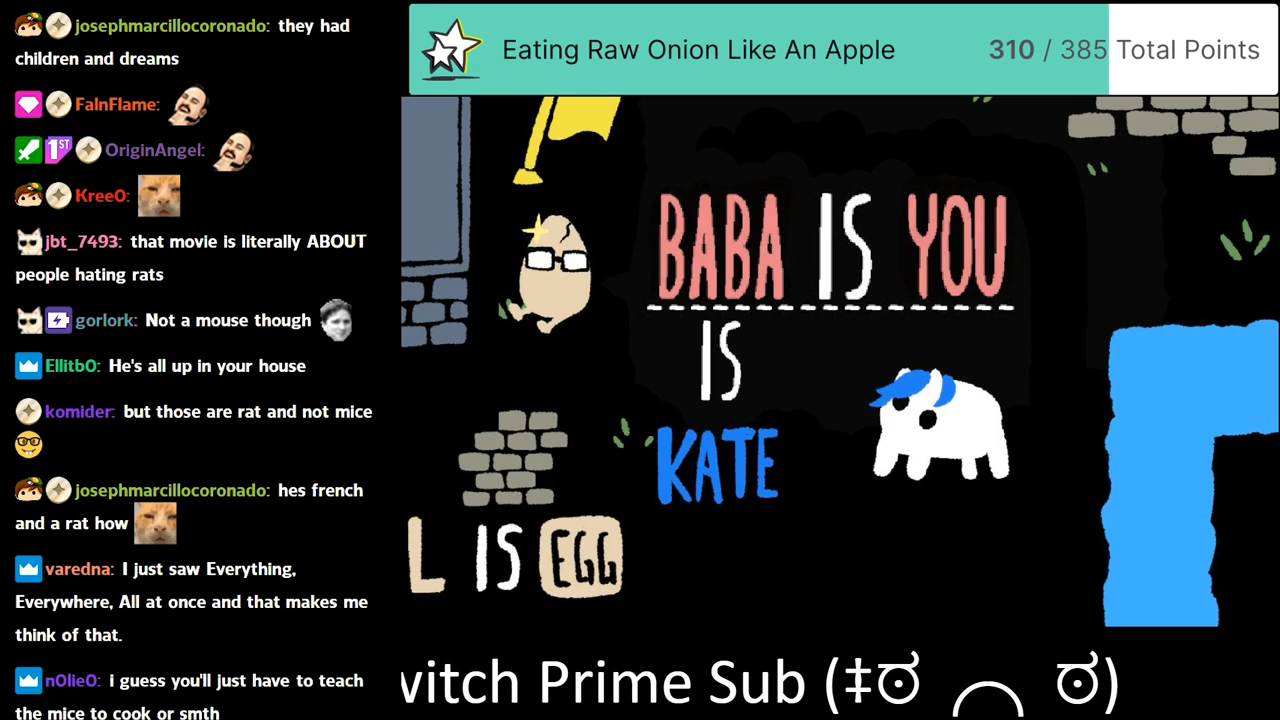 josephmarcillocoronado: they had
children and dreams
FalnFlame:
1ST OriginAngel:
KreeO:
jbt_7493: that movie is literally ABOUT
people hating rats
gorlork: Not a mouse though
EllitbO: He's all up in your house
komider: but those are rat and not mice
josephmarcillocoronado: hes french
and a rat how
varedna: I just saw Everything,
Everywhere, All at once and that makes me
think of that.
nOlieO: i guess you'll just have to teach
the mice to cook or smth
Eating Raw Onion Like An Apple 310 / 385 Total Points
BABA IS YOU
IS
KATE
L IS EGG
witch Prime Sub (‡ಠ ⁔ ಠ)